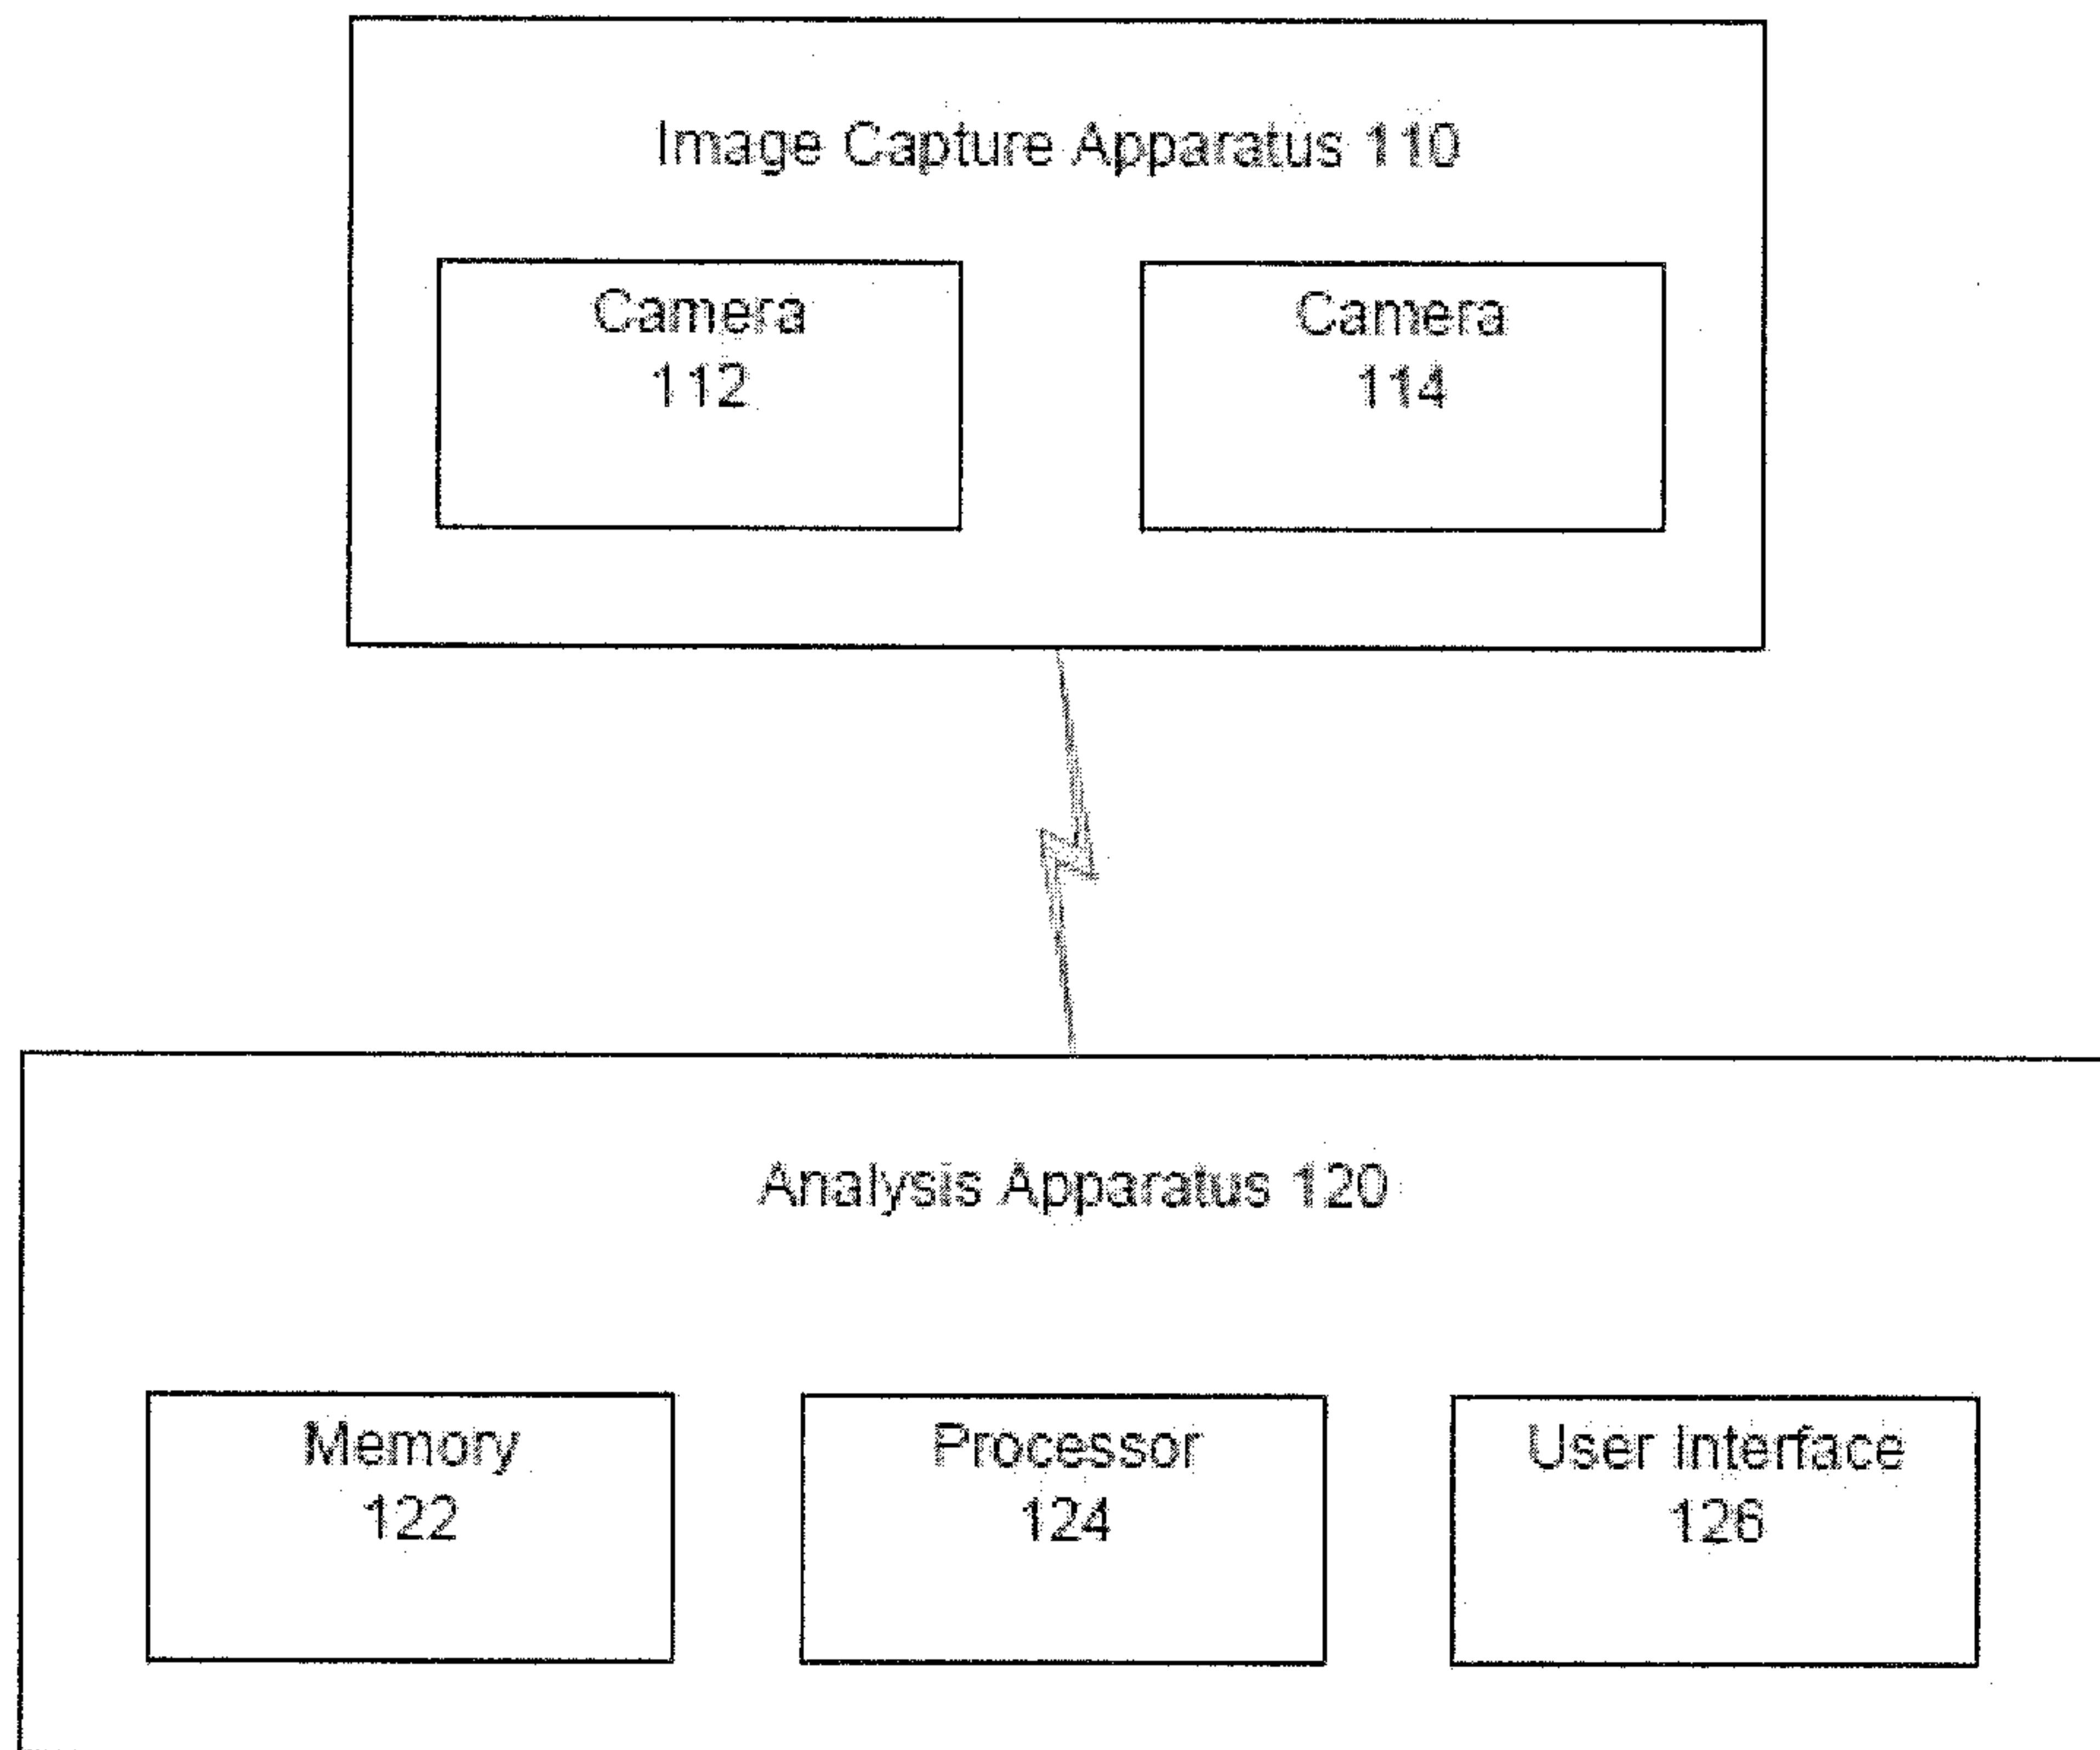 Image Capture Apparatus 110
Camera
112
Camera
114
Analysis Apparatus 120
Memory
122
Processor
124
User Interface
126